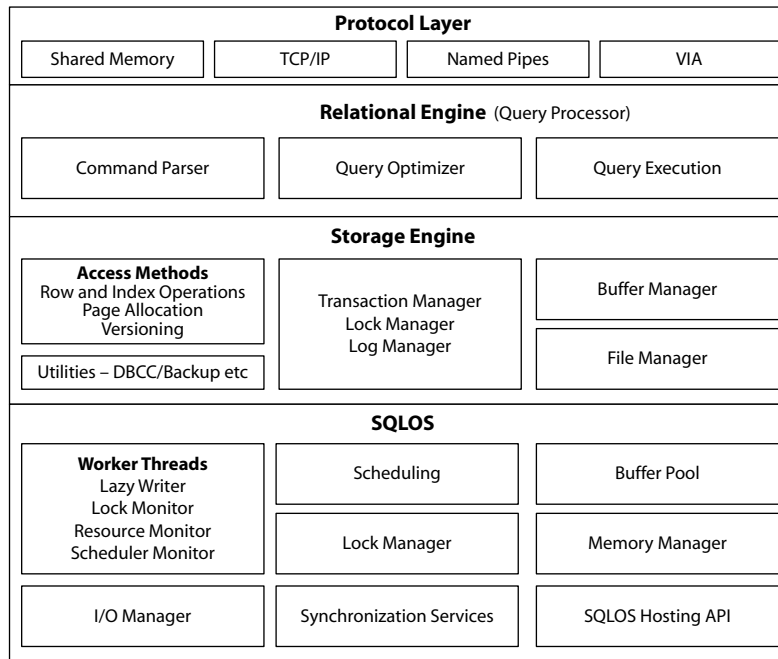 Protocol Layer
Shared Memory
TCP/IP
Named Pipes
VIA
Relational Engine (Query Processor)
Command Parser
Query Optimizer
Query Execution
Storage Engine
Access Methods
Row and Index Operations
Page Allocation
Versioning
Utilities – DBCC/Backup etc
Transaction Manager
Lock Manager
Log Manager
Buffer Manager
File Manager
SQLOS
Worker Threads
Lazy Writer
Lock Monitor
Resource Monitor
Scheduler Monitor
Scheduling
Buffer Pool
Lock Manager
Memory Manager
I/O Manager
Synchronization Services
SQLOS Hosting API